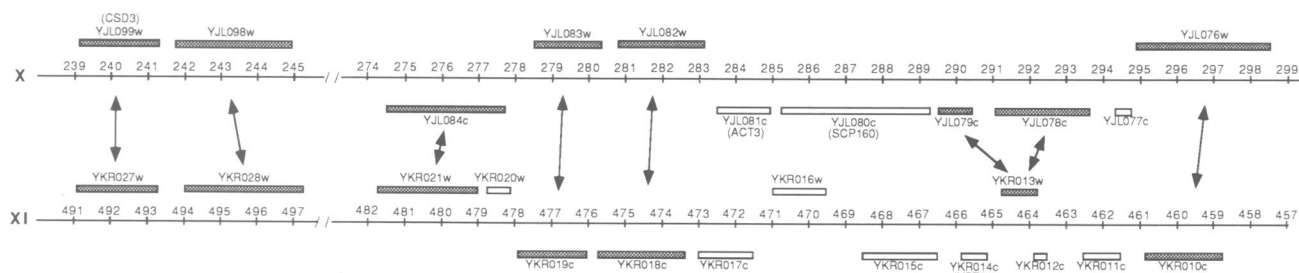 (CSD3)
YJL099w YJL098w YJL083w YJL082w YJL076w
X
239 240 241 242 243 244 245 // 274 275 276 277 278 279 280 281 282 283 284 285 286 287 288 289 290 291 292 293 294 295 296 297 298 299
YJL084c YJL081c YJL080c YJL079c YJL078c YJL077c
(ACT3) (SCP160)
YKR027w YKR028w YKR021w YKR020w YKR016w YKR013w
XI
491 492 493 494 495 496 497 // 482 481 480 479 478 477 476 475 474 473 472 471 470 469 468 467 466 465 464 463 462 461 460 459 458 457
YKR019c YKR018c YKR017c YKR015c YKR014c YKR012c YKR011c YKR010c